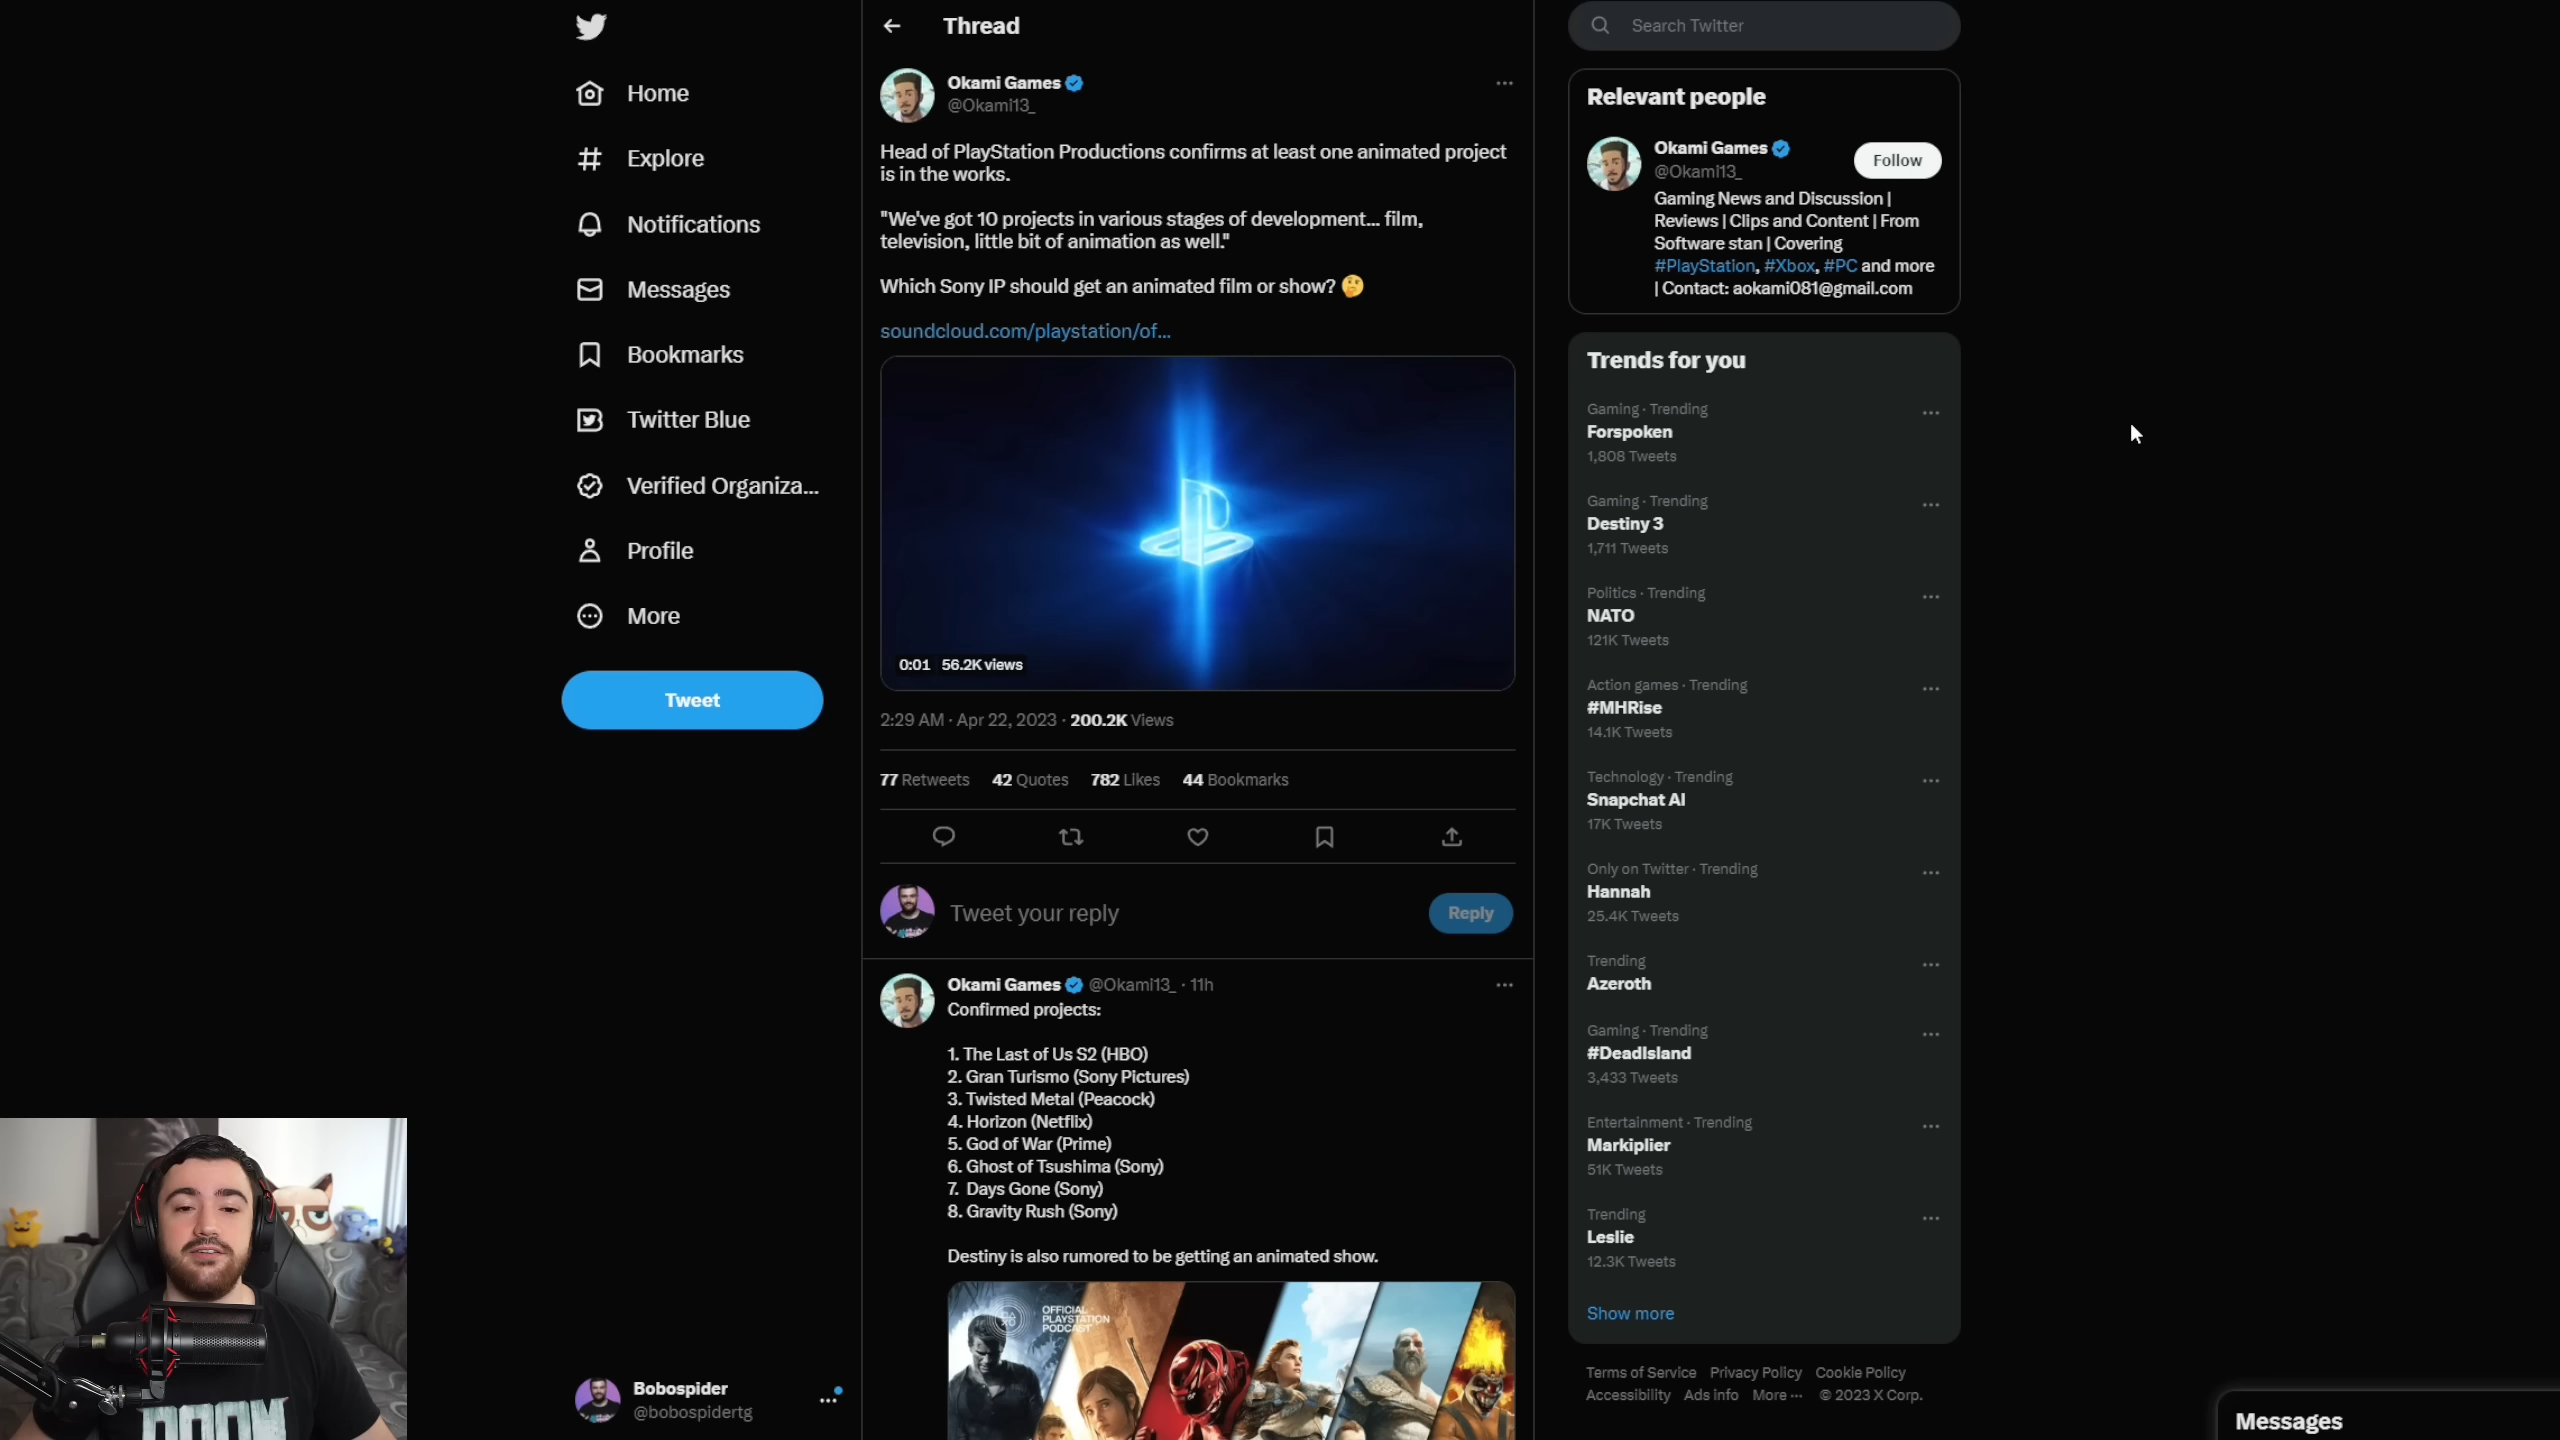 Home
Explore
Notifications
Messages
Bookmarks
Twitter Blue
Verified Organiza...
Profile
More
Tweet
Bobospider
@bobospidertg
Thread
Okami Games
@Okami13_
Head of PlayStation Productions confirms at least one animated project
is in the works.
"We've got 10 projects in various stages of development... film,
television, little bit of animation as well."
Which Sony IP should get an animated film or show? 🤔
soundcloud.com/playstation/of...
0:01 56.2K views
2:29 AM · Apr 22, 2023 · 200.2K Views
77 Retweets 42 Quotes 782 Likes 44 Bookmarks
Tweet your reply
Reply
Okami Games @Okami13_ · 11h
Confirmed projects:
1. The Last of Us S2 (HBO)
2. Gran Turismo (Sony Pictures)
3. Twisted Metal (Peacock)
4. Horizon (Netflix)
5. God of War (Prime)
6. Ghost of Tsushima (Sony)
7. Days Gone (Sony)
8. Gravity Rush (Sony)
Destiny is also rumored to be getting an animated show.
OFFICIAL
PLAYSTATION
PODCAST
Search Twitter
Relevant people
Okami Games
@Okami13_
Follow
Gaming News and Discussion |
Reviews | Clips and Content | From
Software stan | Covering
#PlayStation, #Xbox, #PC and more
| Contact: aokami081@gmail.com
Trends for you
Gaming · Trending
Forspoken
1,808 Tweets
Gaming · Trending
Destiny 3
1,711 Tweets
Politics · Trending
NATO
121K Tweets
Action games · Trending
#MHRise
14.1K Tweets
Technology · Trending
Snapchat AI
17K Tweets
Only on Twitter · Trending
Hannah
25.4K Tweets
Trending
Azeroth
Gaming · Trending
#DeadIsland
3,433 Tweets
Entertainment · Trending
Markiplier
51K Tweets
Trending
Leslie
12.3K Tweets
Show more
Terms of Service Privacy Policy Cookie Policy
Accessibility Ads info More ··· © 2023 X Corp.
Messages
DOOM